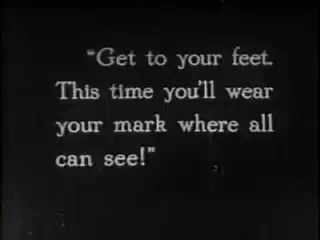 "Get to your feet.
This time you'll wear
your mark where all
can see!"